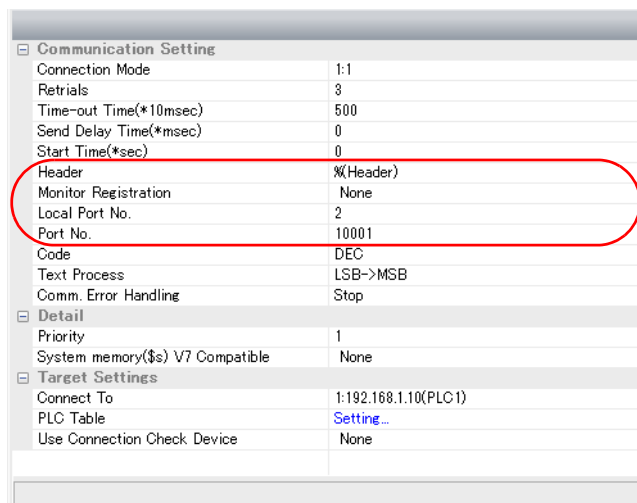 Communication Setting
Connection Mode 1:1
Retrials 3
Time-out Time(*10msec) 500
Send Delay Time(*msec) 0
Start Time(*sec) 0
Header %(Header)
Monitor Registration None
Local Port No. 2
Port No. 10001
Code DEC
Text Process LSB->MSB
Comm. Error Handling Stop
Detail
Priority 1
System memory($s) V7 Compatible None
Target Settings
Connect To 1:192.168.1.10(PLC1)
PLC Table Setting...
Use Connection Check Device None